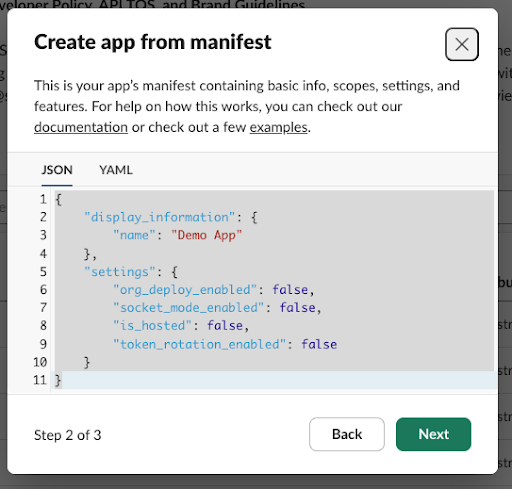 veloper Policy, API TOS, and Brand Guidelines
Create app from manifest
This is your app's manifest containing basic info, scopes, settings, and
features. For help on how this works, you can check out our
documentation or check out a few examples.
JSON YAML
1 {
2 "display_information": {
3 "name": "Demo App"
4 },
5 "settings": {
6 "org_deploy_enabled": false,
7 "socket_mode_enabled": false,
8 "is_hosted": false,
9 "token_rotation_enabled": false
10 }
11 }
Step 2 of 3
Back
Next